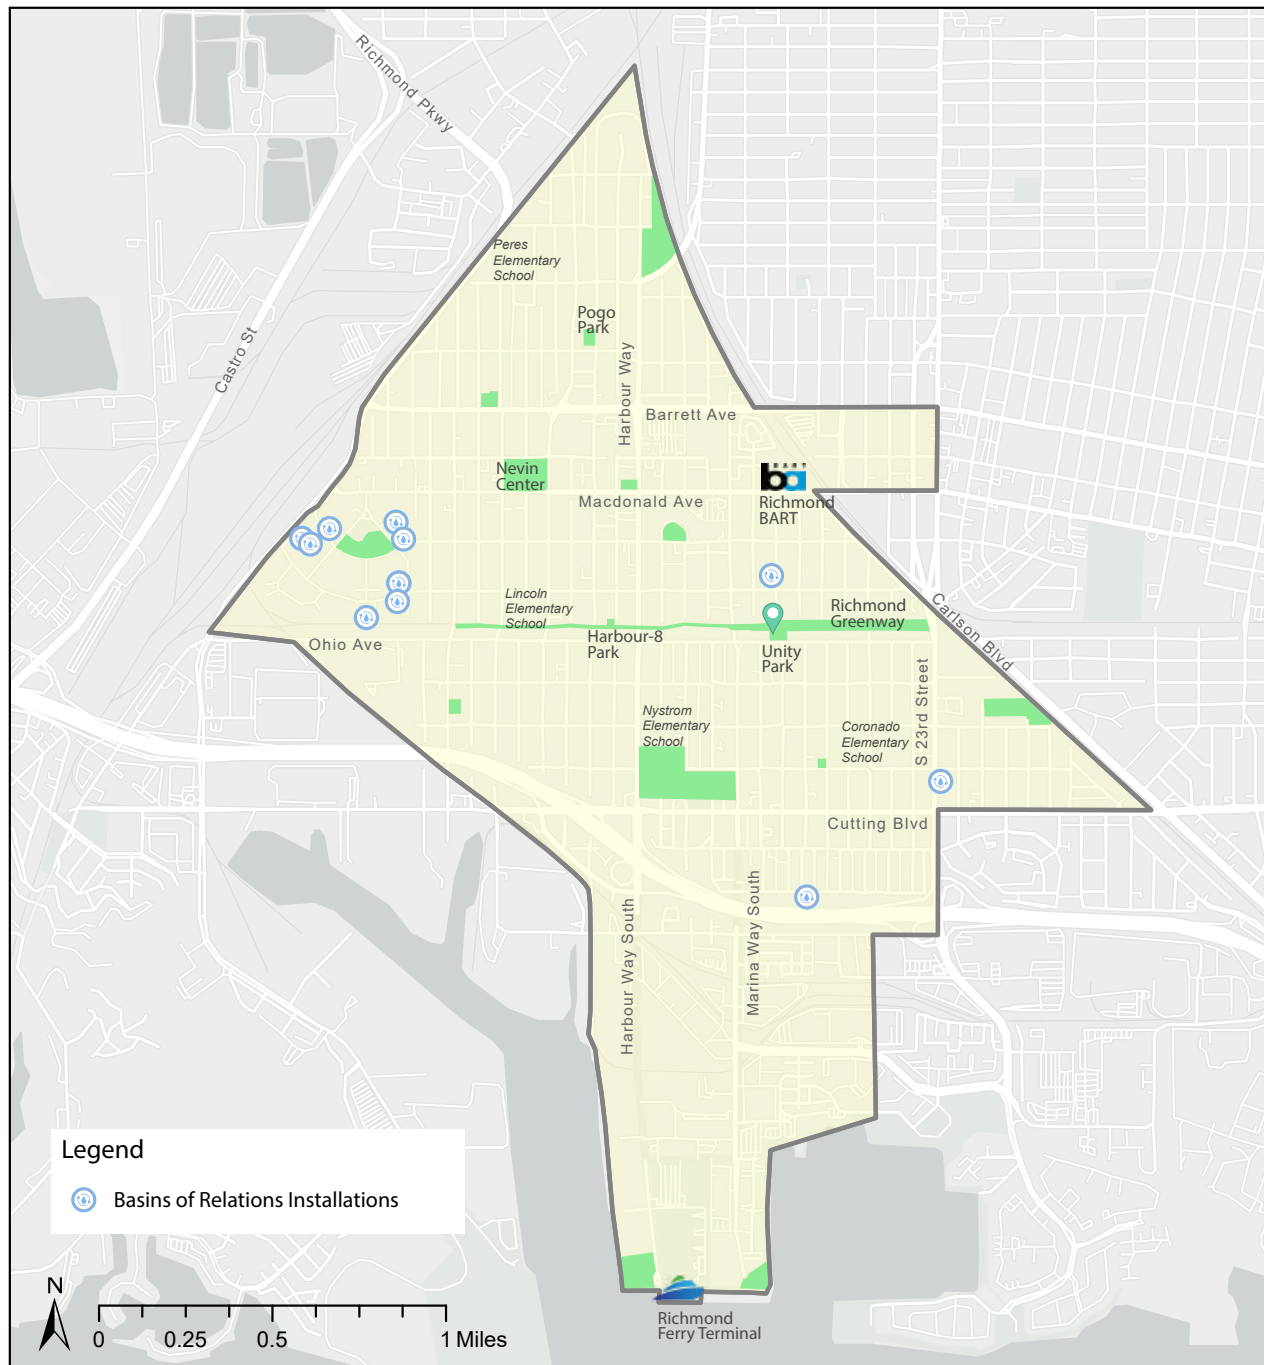 Richmond Pkwy
Peres
Elementary
School
Pogo
Park
Castro St
Harbour Way
Barrett Ave
Nevin
Center
Macdonald Ave
ba
Richmond
BART
Lincoln
Elementary
School
Richmond
Greenway
Carlson Blvd
Ohio Ave
Harbour-8
Park
Unity
Park
S 23rd Street
Nystrom
Elementary
School
Coronado
Elementary
School
Cutting Blvd
Harbour Way South
Marina Way South
Legend
Basins of Relations Installations
N
0 0.25 0.5 1 Miles
Richmond
Ferry Terminal